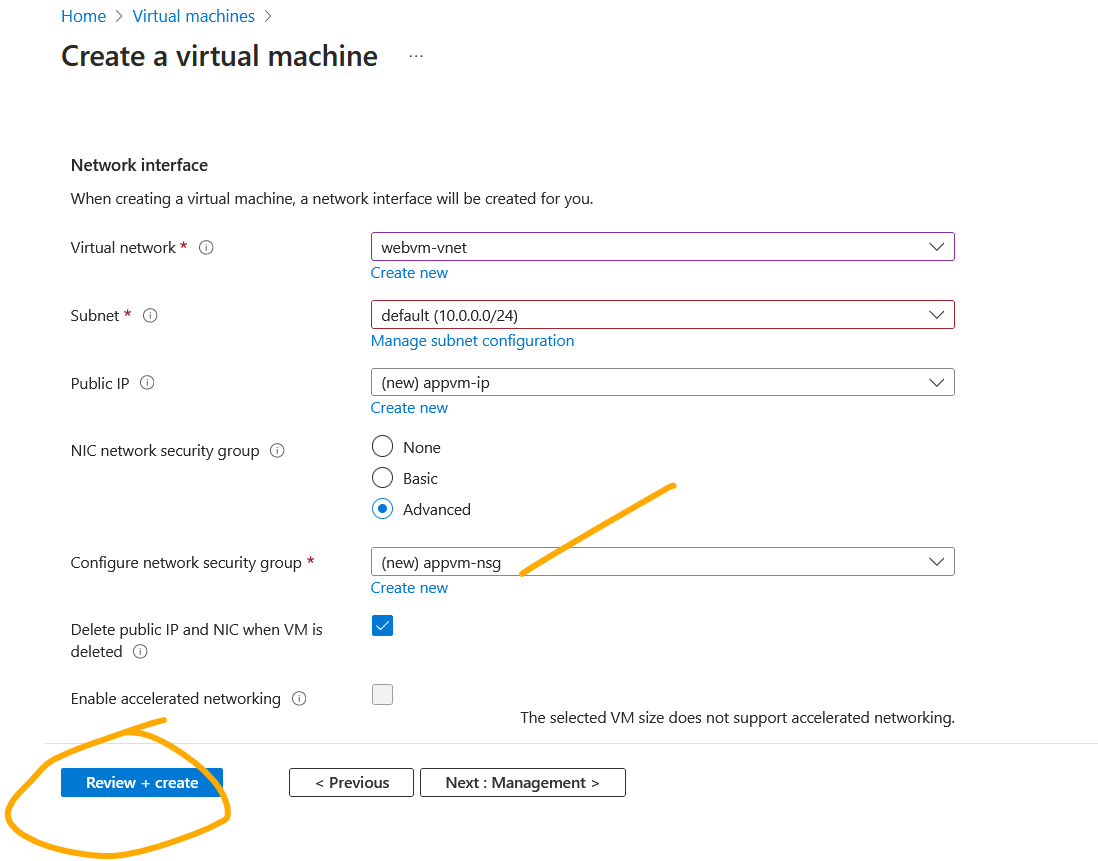 Home > Virtual machines >
Create a virtual machine ...
Network interface
When creating a virtual machine, a network interface will be created for you.
Virtual network *
webvm-vnet
Create new
Subnet *
default (10.0.0.0/24)
Manage subnet configuration
Public IP
(new) appvm-ip
Create new
NIC network security group
None
Basic
Advanced
Configure network security group *
(new) appvm-nsg
Create new
Delete public IP and NIC when VM is
deleted
Enable accelerated networking
The selected VM size does not support accelerated networking.
Review + create
< Previous
Next : Management >